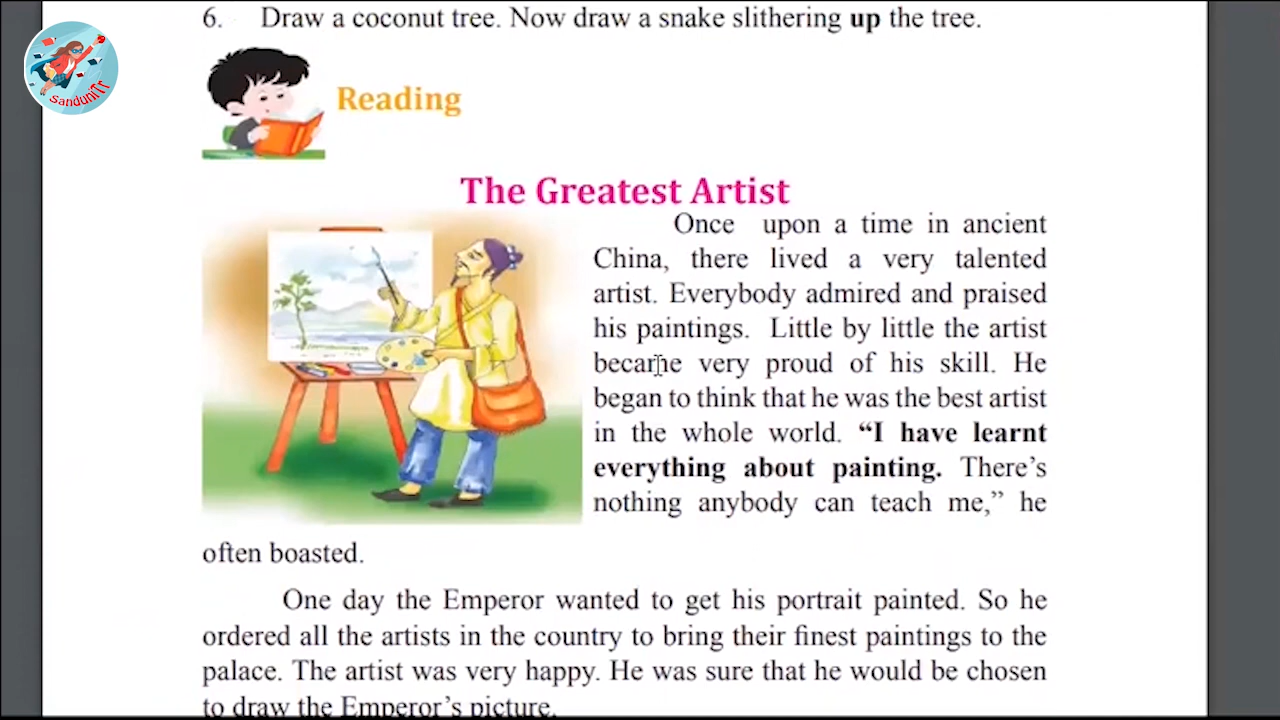 6. Draw a coconut tree. Now draw a snake slithering up the tree.
SanduniTr
Reading
The Greatest Artist
Once upon a time in ancient
China, there lived a very talented
artist. Everybody admired and praised
his paintings. Little by little the artist
became very proud of his skill. He
began to think that he was the best artist
in the whole world. “I have learnt
everything about painting. There’s
nothing anybody can teach me,” he
often boasted.
One day the Emperor wanted to get his portrait painted. So he
ordered all the artists in the country to bring their finest paintings to the
palace. The artist was very happy. He was sure that he would be chosen
to draw the Emperor’s picture.